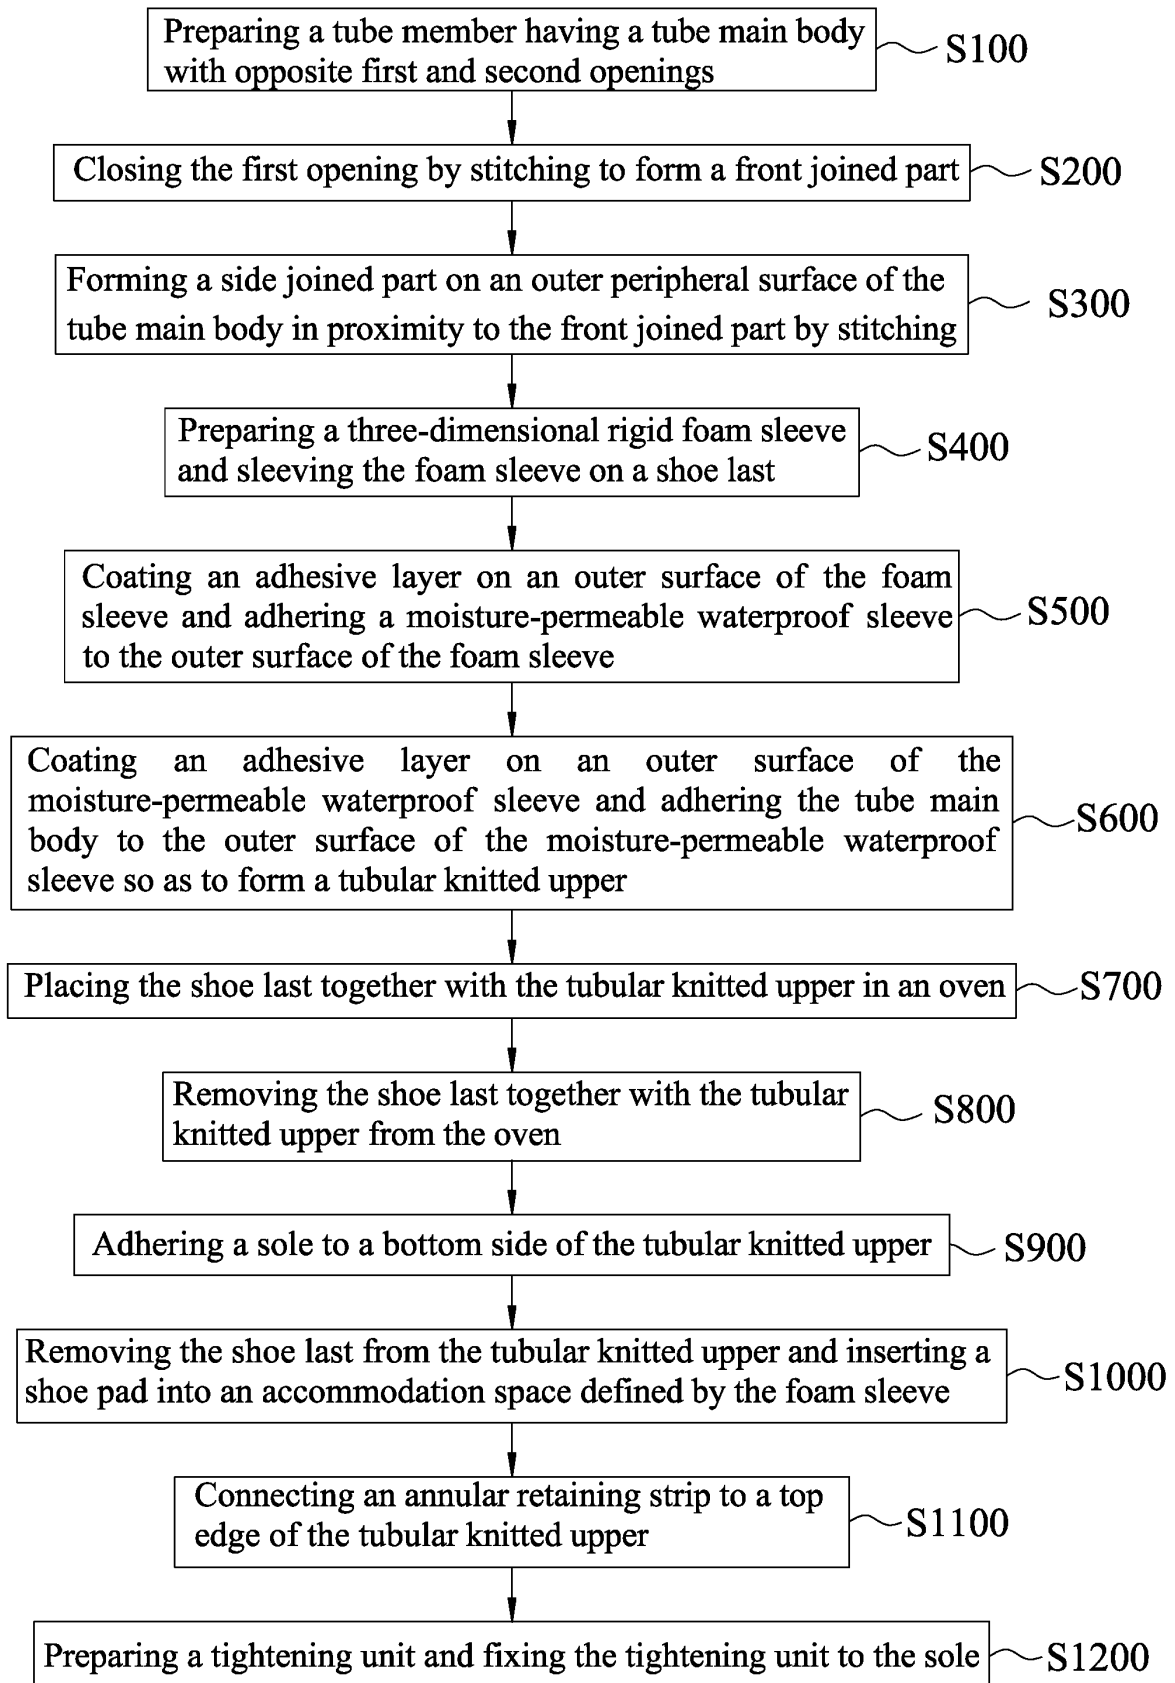 Preparing a tube member having a tube main body
with opposite first and second openings
S100
Closing the first opening by stitching to form a front joined part
S200
Forming a side joined part on an outer peripheral surface of the
tube main body in proximity to the front joined part by stitching
S300
Preparing a three-dimensional rigid foam sleeve
and sleeving the foam sleeve on a shoe last
S400
Coating an adhesive layer on an outer surface of the foam
sleeve and adhering a moisture-permeable waterproof sleeve
to the outer surface of the foam sleeve
S500
Coating an adhesive layer on an outer surface of the
moisture-permeable waterproof sleeve and adhering the tube main
body to the outer surface of the moisture-permeable waterproof
sleeve so as to form a tubular knitted upper
S600
Placing the shoe last together with the tubular knitted upper in an oven
S700
Removing the shoe last together with the tubular
knitted upper from the oven
S800
Adhering a sole to a bottom side of the tubular knitted upper
S900
Removing the shoe last from the tubular knitted upper and inserting a
shoe pad into an accommodation space defined by the foam sleeve
S1000
Connecting an annular retaining strip to a top
edge of the tubular knitted upper
S1100
Preparing a tightening unit and fixing the tightening unit to the sole
S1200